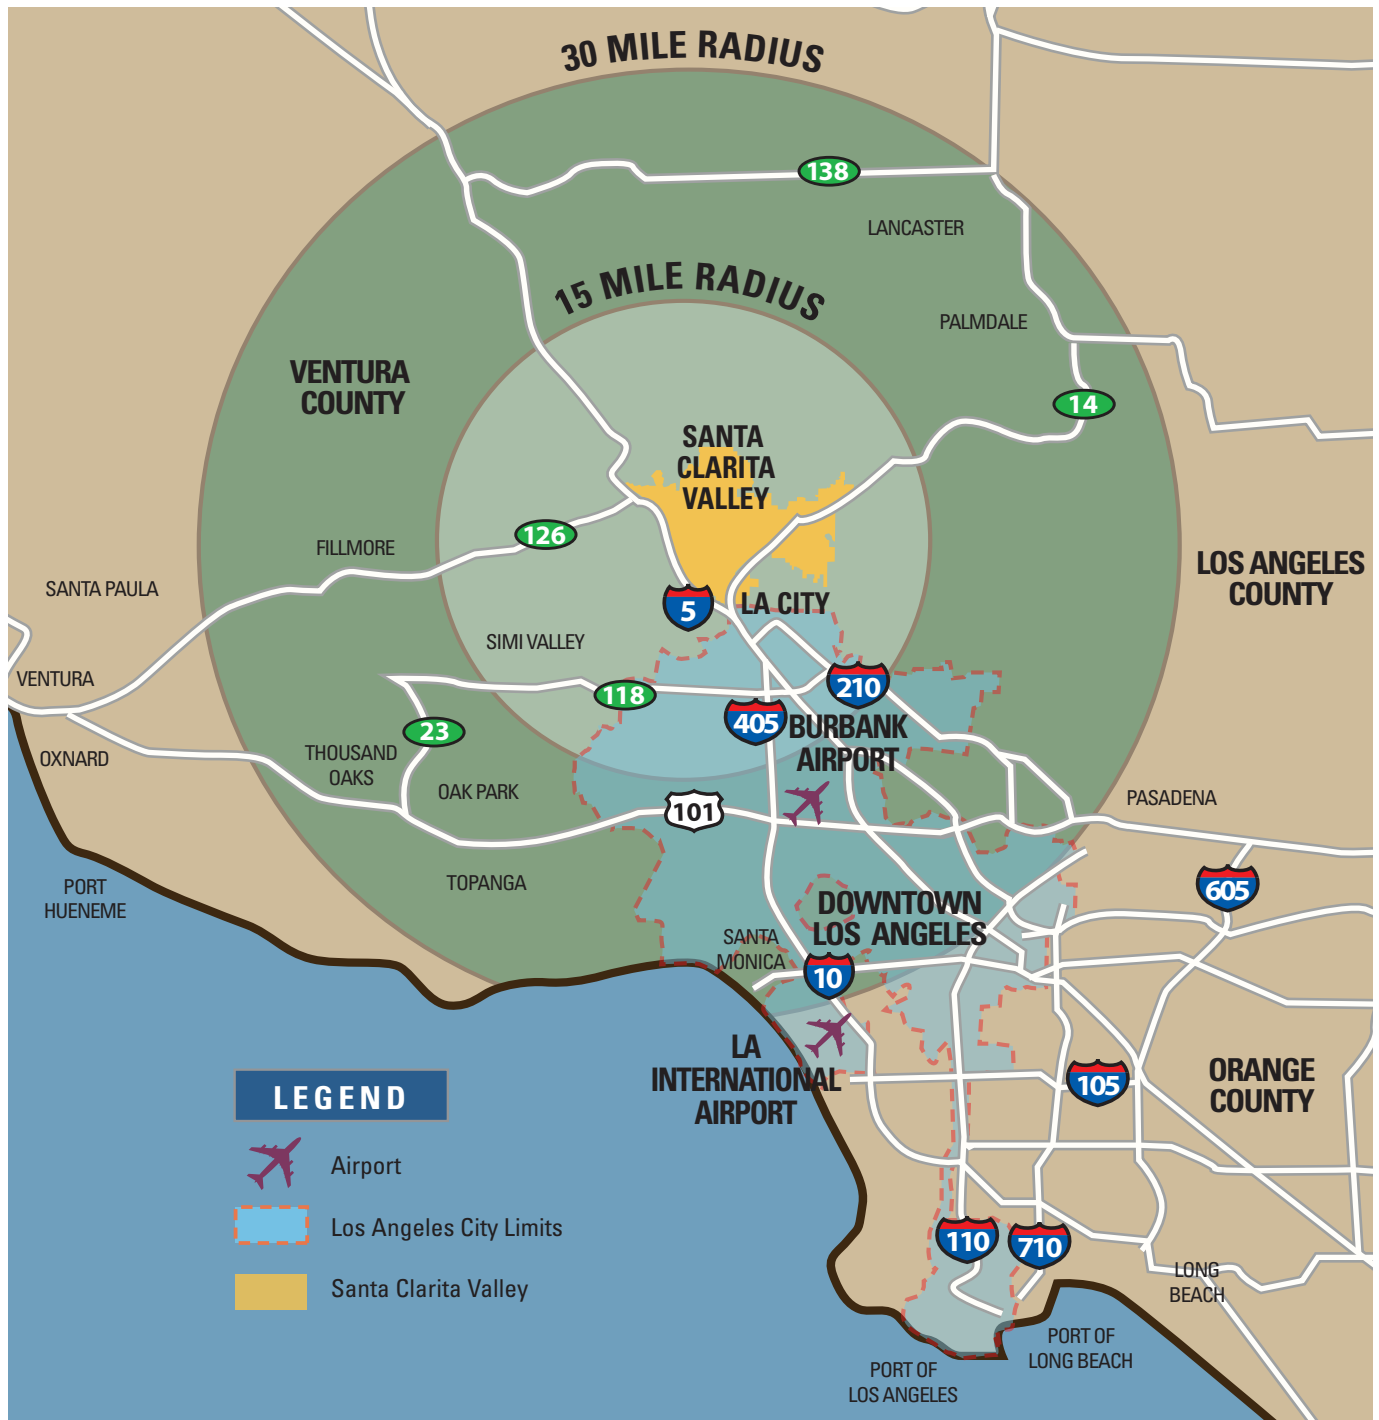 30 MILE RADIUS
138
LANCASTER
15 MILE RADIUS
PALMDALE
VENTURA
COUNTY
14
SANTA
CLARITA
VALLEY
126
FILLMORE
LOS ANGELES
COUNTY
SANTA PAULA
5
LA CITY
SIMI VALLEY
VENTURA
118
210
23
405
BURBANK
AIRPORT
OXNARD
THOUSAND
OAKS
OAK PARK
101
PASADENA
TOPANGA
PORT
HUENEME
605
DOWNTOWN
LOS ANGELES
SANTA
MONICA
10
LA
INTERNATIONAL
AIRPORT
105
ORANGE
COUNTY
LEGEND
Airport
Los Angeles City Limits
Santa Clarita Valley
110
710
LONG
BEACH
PORT OF
LONG BEACH
PORT OF
LOS ANGELES